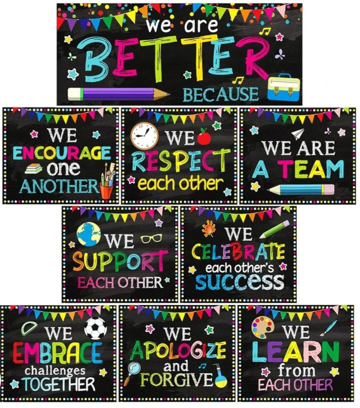 we are
BETTER
BECAUSE
WE
ENCOURAGE
one
ANOTHER
WE
RESPECT
each other
WE ARE
A TEAM
WE
SUPPORT
EACH OTHER
WE
CELEBRATE
each other's
SUCCESS
WE
EMBRACE
challenges
TOGETHER
WE
APOLOGIZE
and
FORGIVE
WE
LEARN
from
EACH OTHER